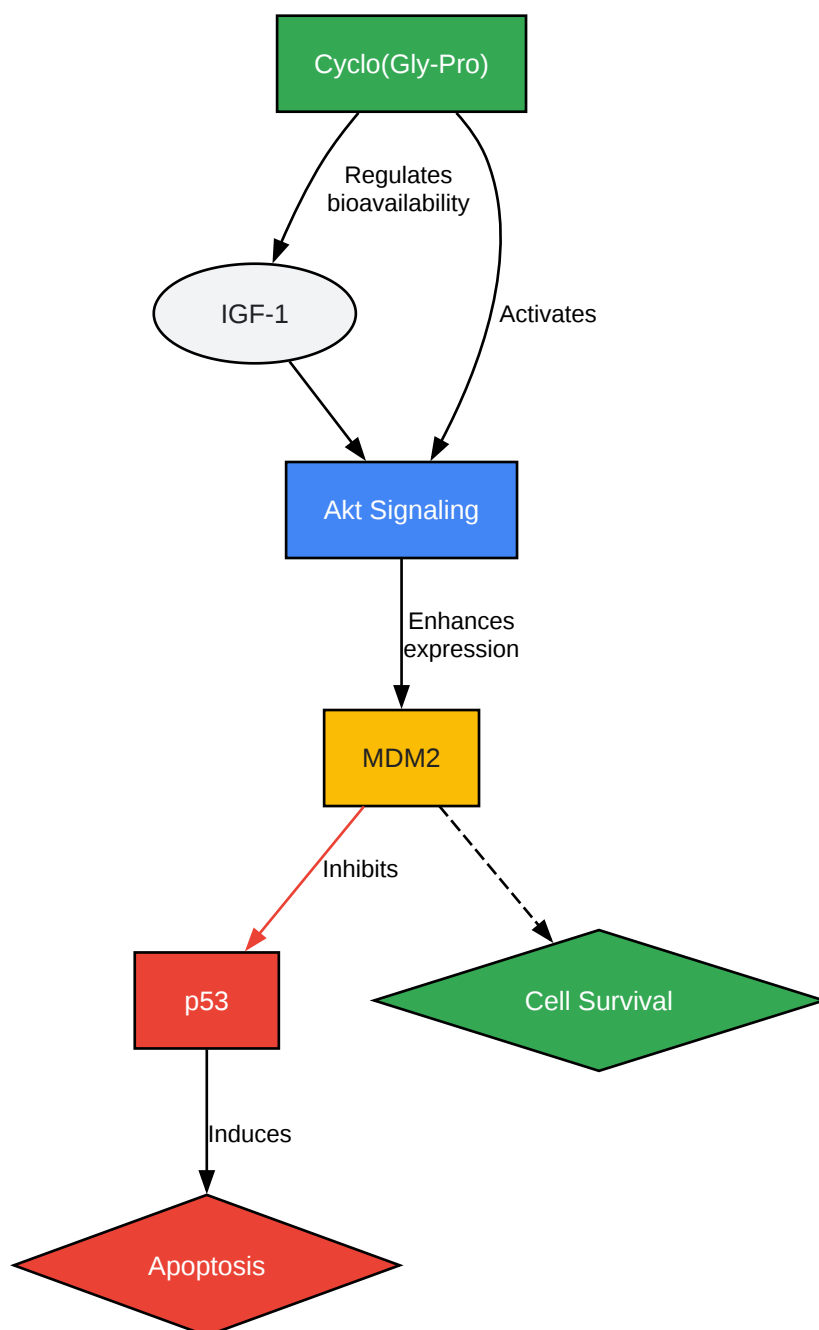 Cyclo(Gly-Pro)
Regulates
bioavailability
IGF-1
Activates
Akt Signaling
Enhances
expression
MDM2
Inhibits
p53
Cell Survival
Induces
Apoptosis